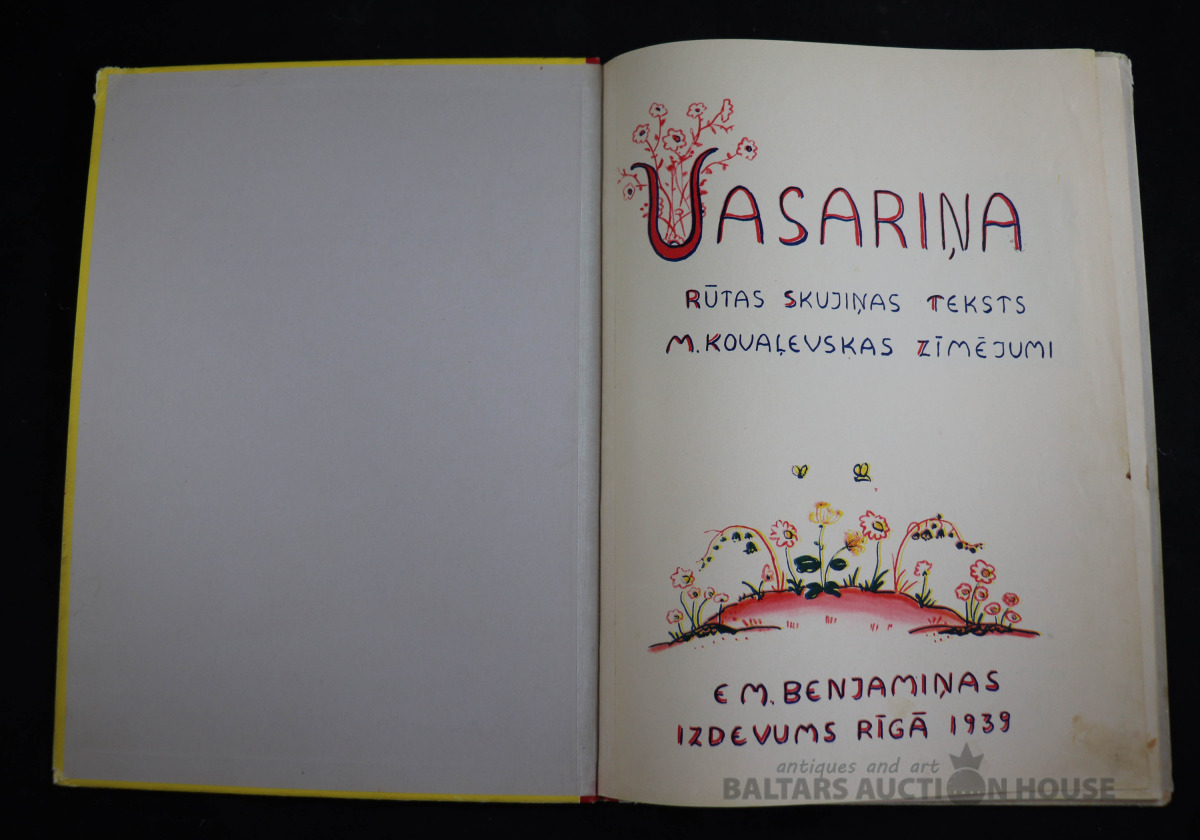 VASARIŅA
RŪTAS SKUJIŅAS TEKSTS
M. KOVAĻEVSKAS ZĪMĒJUMI
E M. BENJAMIŅAS
IZDEVUMS RĪGĀ 1939
antiques and art
BALTARS AUCTION HOUSE